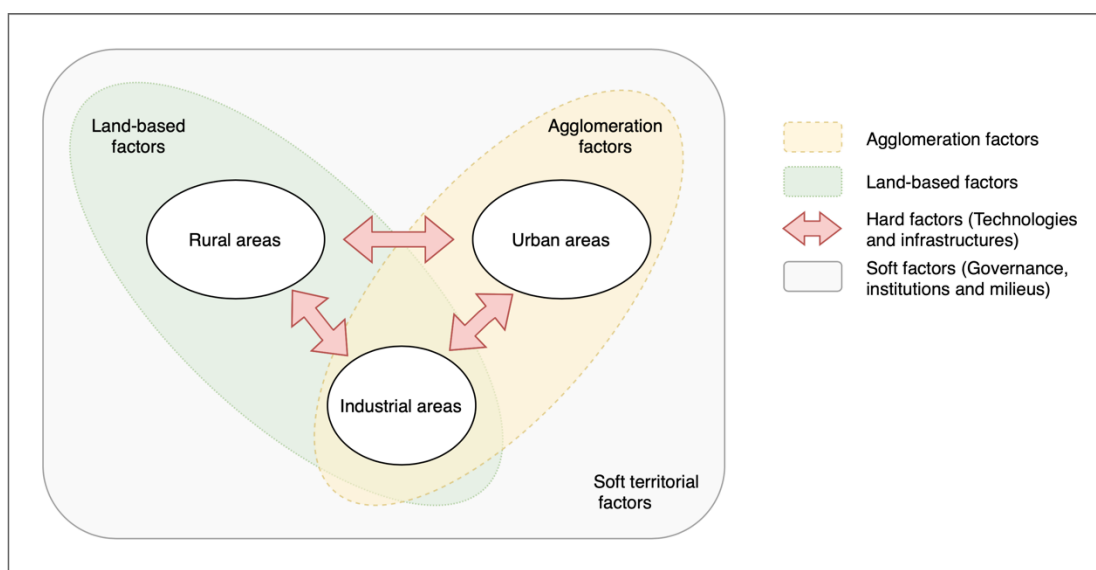 Land-based
factors
Agglomeration
factors
Rural areas
Urban areas
Industrial areas
Soft territorial
factors
Agglomeration factors
Land-based factors
Hard factors (Technologies
and infrastructures)
Soft factors (Governance,
institutions and milieus)